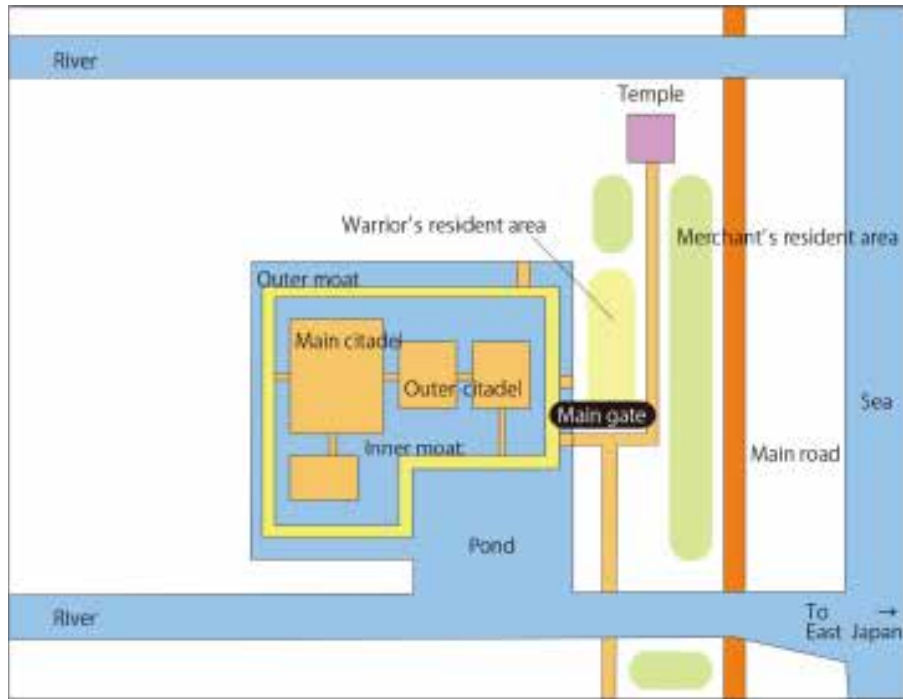 River
Temple
Warrior's resident area
Merchant's resident area
Outer moat
Main citadel
Outer citadel
Sea
Main gate
Inner moat
Main road
Pond
River
To →
East Japan